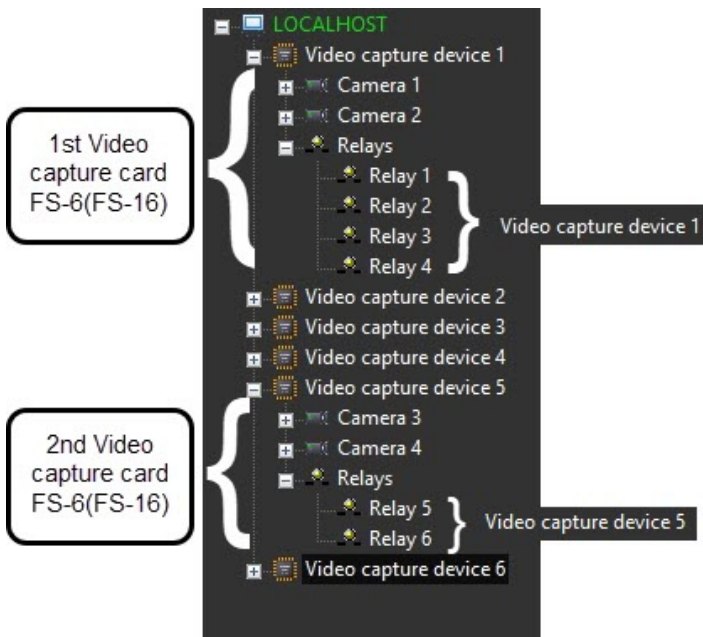 LOCALHOST
Video capture device 1
Camera 1
Camera 2
Relays
Relay 1
Relay 2
Relay 3
Relay 4
Video capture device 1
1st Video
capture card
FS-6(FS-16)
Video capture device 2
Video capture device 3
Video capture device 4
Video capture device 5
Camera 3
Camera 4
Relays
Relay 5
Relay 6
Video capture device 5
2nd Video
capture card
FS-6(FS-16)
Video capture device 6